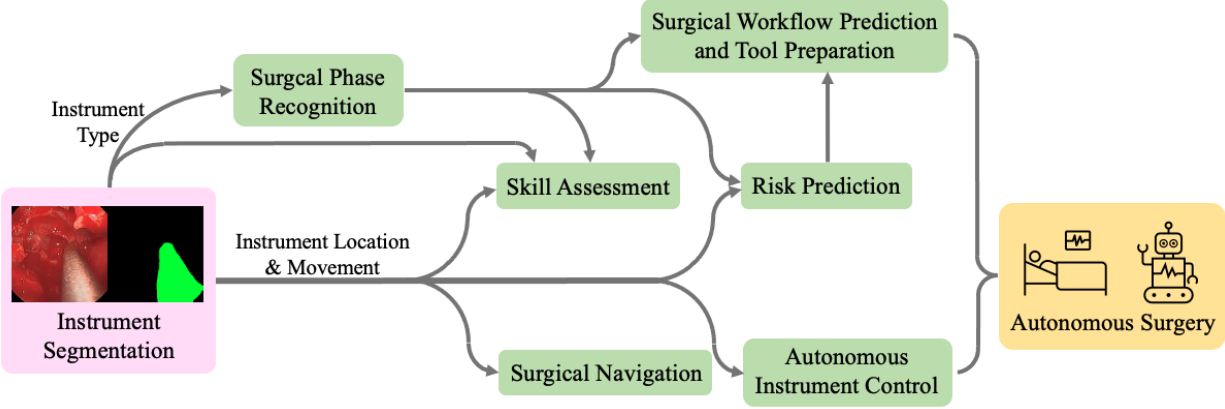 Surgical Workflow Prediction
and Tool Preparation
Surgcal Phase
Recognition
Instrument
Type
Skill Assessment
Risk Prediction
Instrument Location
& Movement
Instrument
Segmentation
Autonomous Surgery
Surgical Navigation
Autonomous
Instrument Control